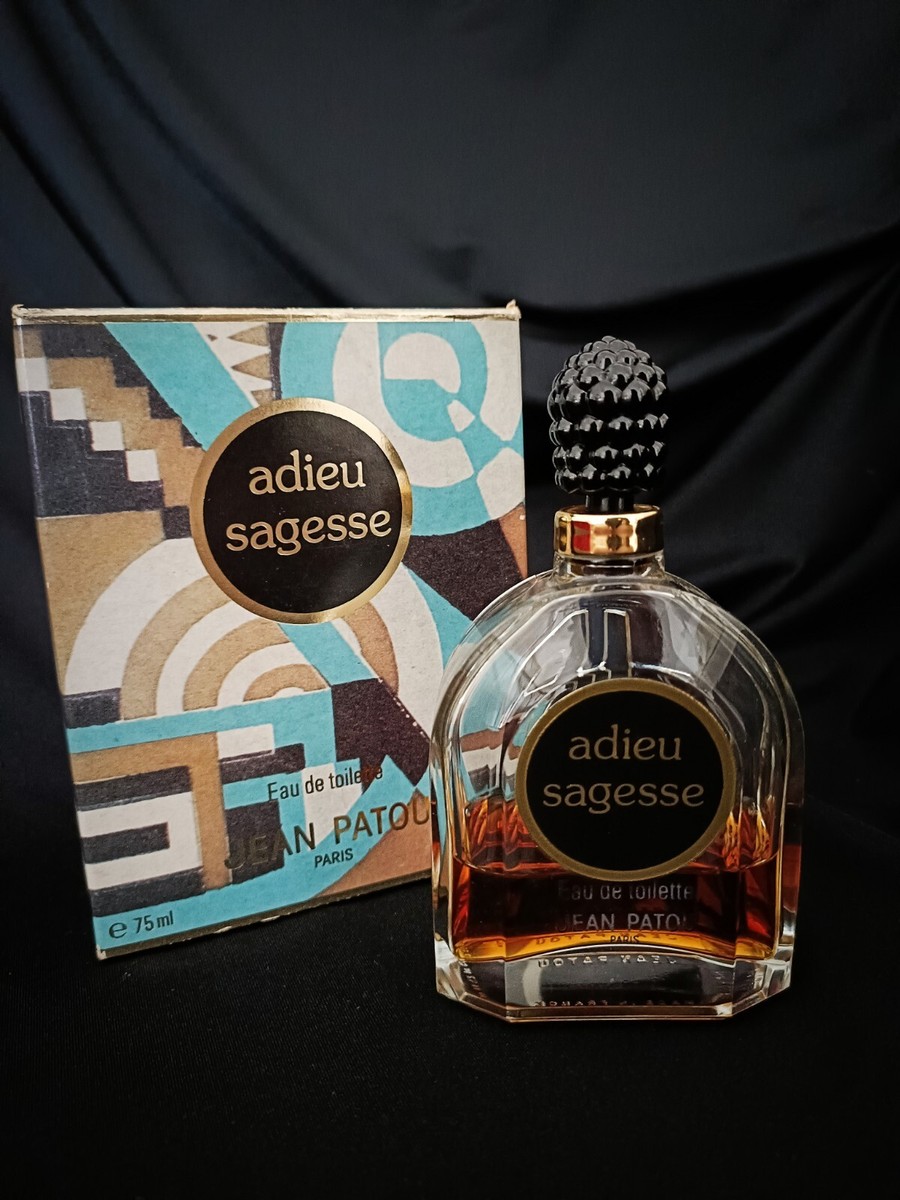 adieu
sagesse
Eau de toilette
JEAN PATOU
PARIS
e 75ml
adieu
sagesse
Eau de toilette
JEAN PATOU
PARIS